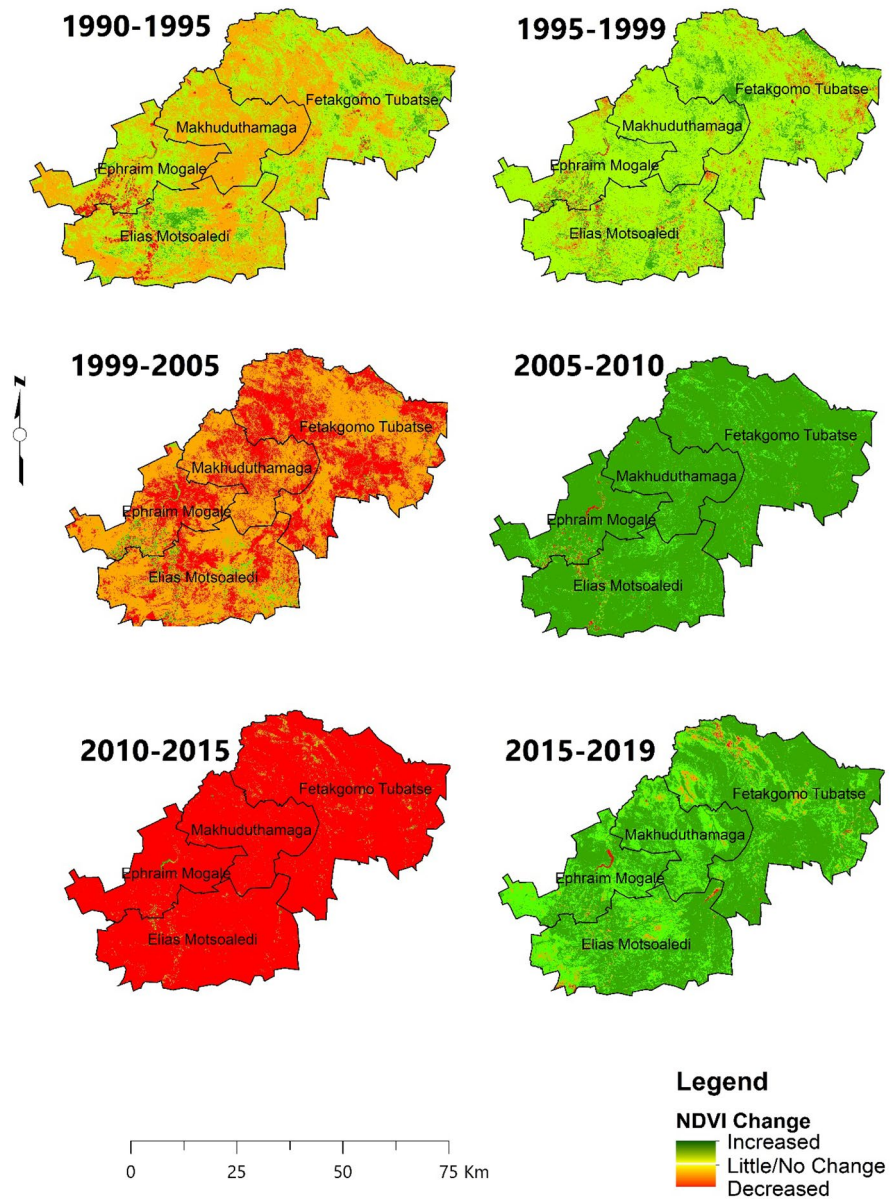 1990-1995
Fetakgomo Tubatse
Makhuduthamaga
Ephraim Mogale
Elias Motsoaledi
1995-1999
Fetakgomo Tubatse
Makhuduthamaga
Ephraim Mogale
Elias Motsoaledi
1999-2005
Fetakgomo Tubatse
Makhuduthamaga
Ephraim Mogale
Elias Motsoaledi
2005-2010
Fetakgomo Tubatse
Makhuduthamaga
Ephraim Mogale
Elias Motsoaledi
N
2010-2015
Fetakgomo Tubatse
Makhuduthamaga
Ephraim Mogale
Elias Motsoaledi
2015-2019
Fetakgomo Tubatse
Makhuduthamaga
Ephraim Mogale
Elias Motsoaledi
0 25 50 75 Km
Legend
NDVI Change
Increased
Little/No Change
Decreased